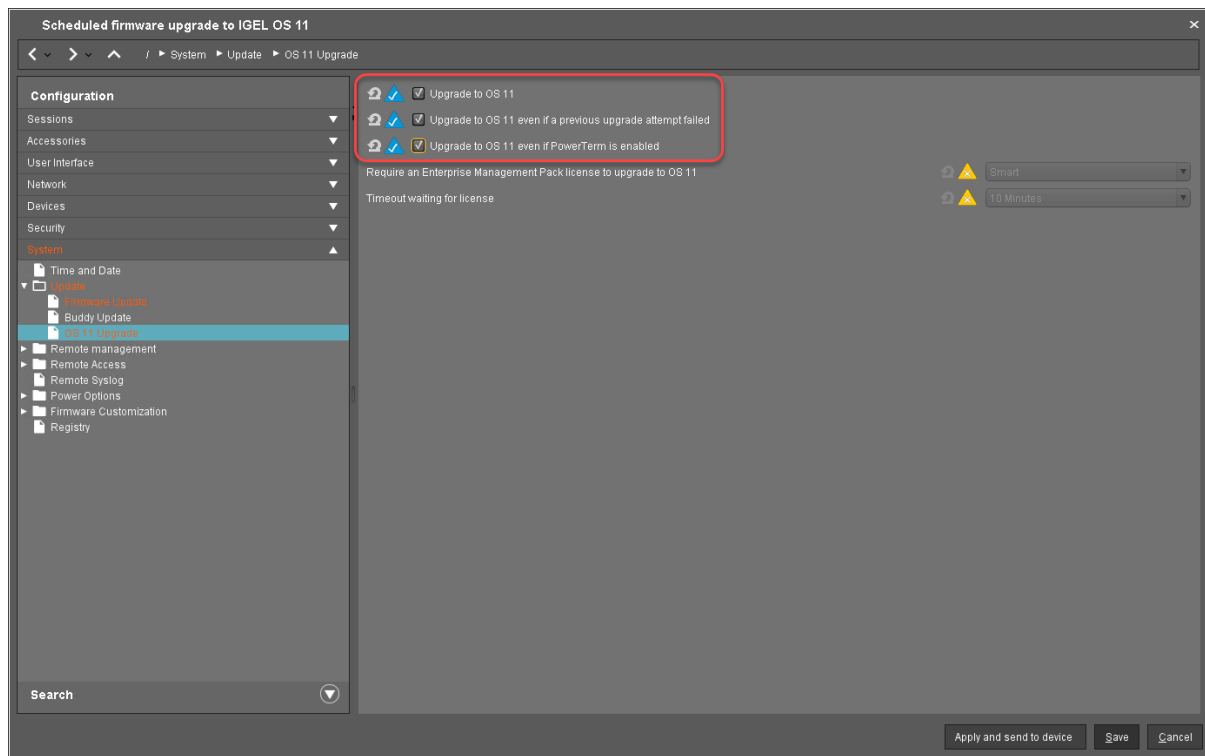 Scheduled firmware upgrade to IGEL OS 11
/ System Update OS 11 Upgrade
Configuration
Sessions
Accessories
User Interface
Network
Devices
Security
System
Time and Date
Update
Firmware Update
Buddy Update
OS 11 Upgrade
Remote management
Remote Access
Remote Syslog
Power Options
Firmware Customization
Registry
Search
Upgrade to OS 11
Upgrade to OS 11 even if a previous upgrade attempt failed
Upgrade to OS 11 even if PowerTerm is enabled
Require an Enterprise Management Pack license to upgrade to OS 11 Smart
Timeout waiting for license 10 Minutes
Apply and send to device Save Cancel